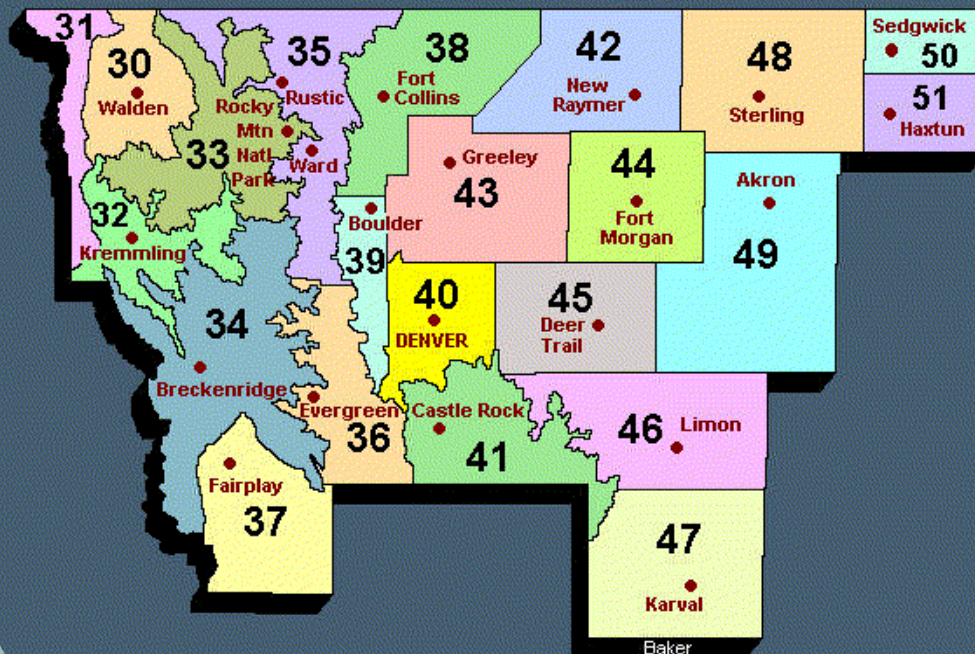 31
30
Walden
35
Rustic
Rocky
Mtn
Natl
Park
33
Ward
38
Fort
Collins
42
New
Raymer
48
Sterling
Sedgwick
50
51
Haxtun
32
Kremmling
Greeley
43
44
Fort
Morgan
Akron
49
Boulder
39
34
Breckenridge
40
DENVER
45
Deer
Trail
Evergreen
36
Castle Rock
41
46
Limon
Fairplay
37
47
Karval
Baker